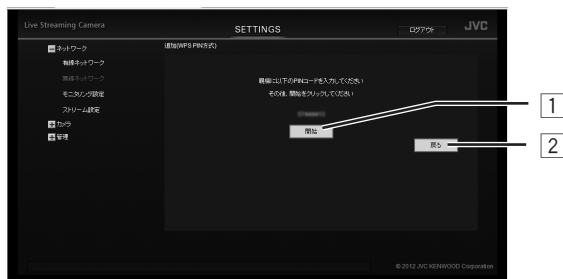 Live Streaming Camera
SETTINGS
ログアウト
JVC
ネットワーク
有線ネットワーク
無線ネットワーク
モニタリング設定
ストリーム設定
カメラ
管理
追加(WPS PIN方式)
親機に以下のPINコードを入力してください
その後、開始をクリックしてください
開始
1
戻る
2
© 2012 JVC KENWOOD Corporation